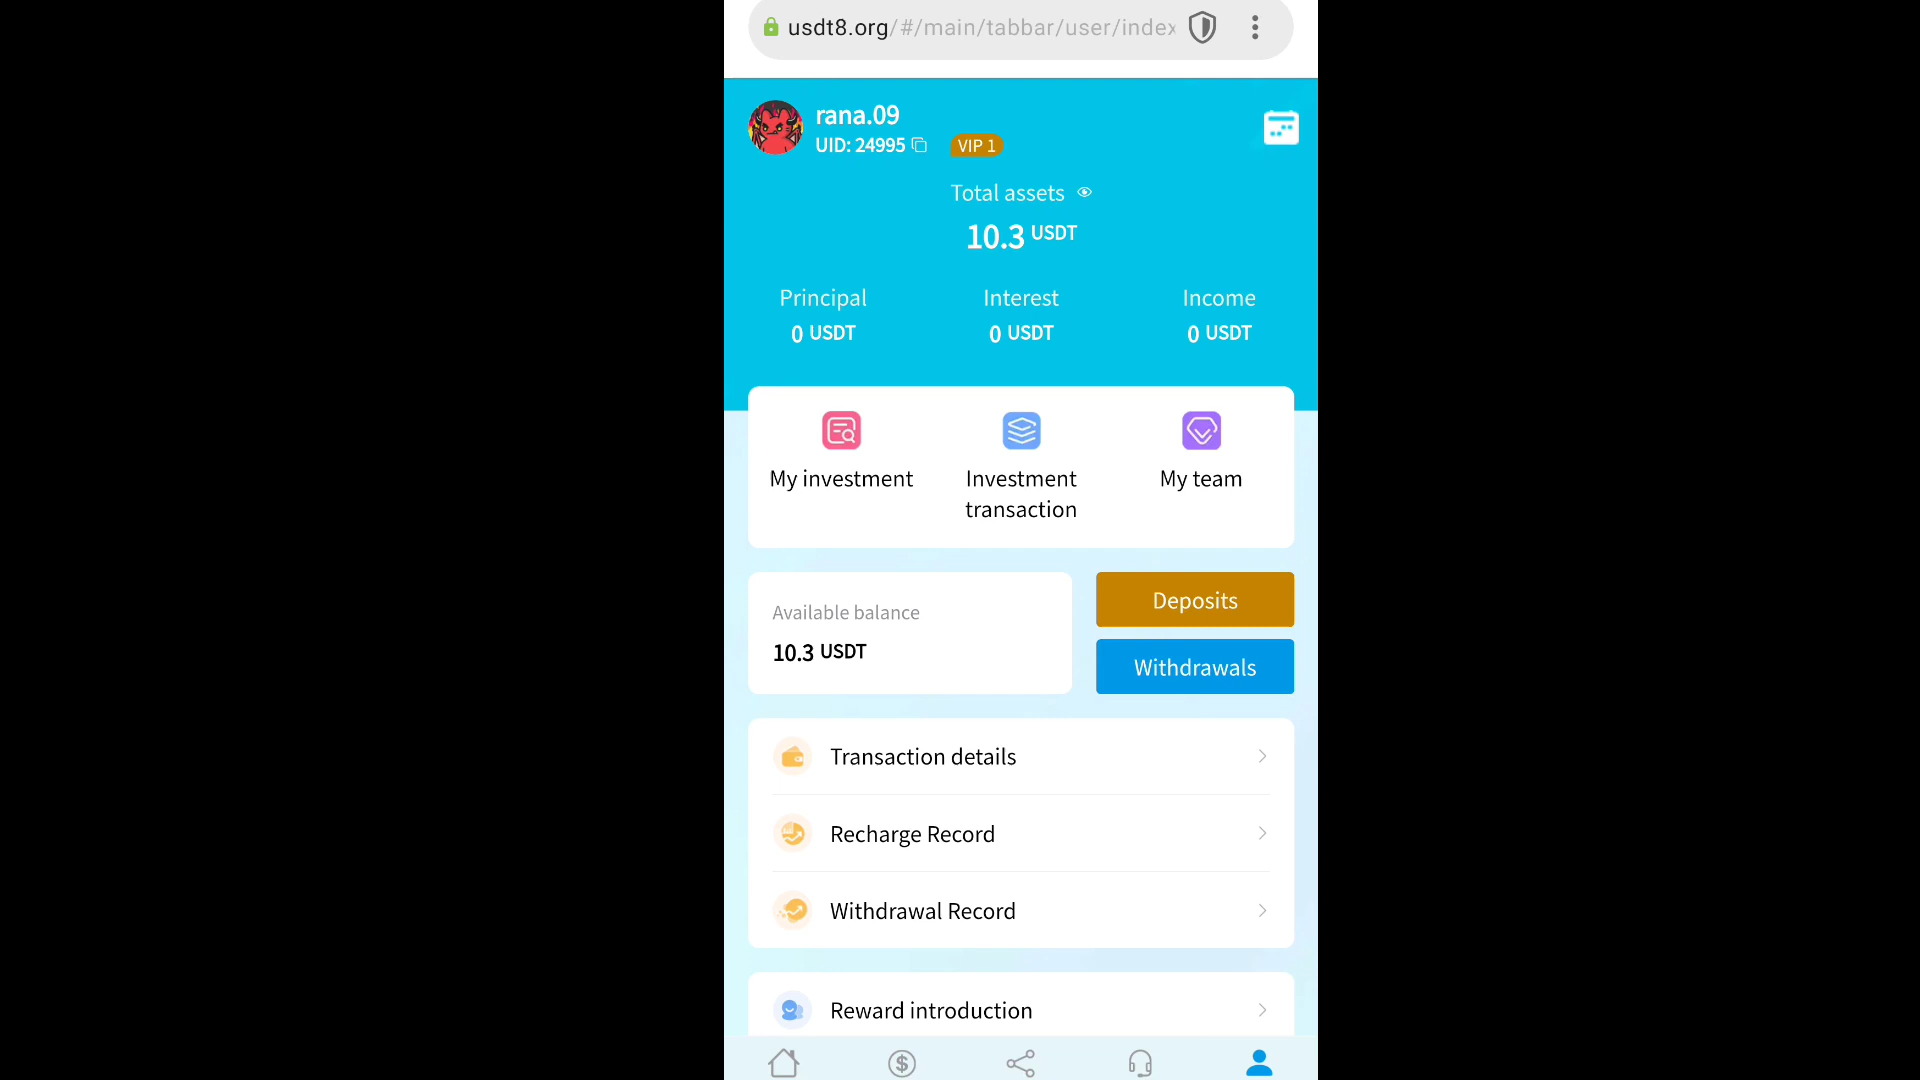 usdt8.org/#/main/tabbar/user/index
rana.09
UID: 24995
VIP 1
Total assets
10.3 USDT
Principal
Interest
Income
0 USDT
0 USDT
0 USDT
My investment
Investment
transaction
My team
Available balance
10.3 USDT
Deposits
Withdrawals
Transaction details
Recharge Record
Withdrawal Record
Reward introduction